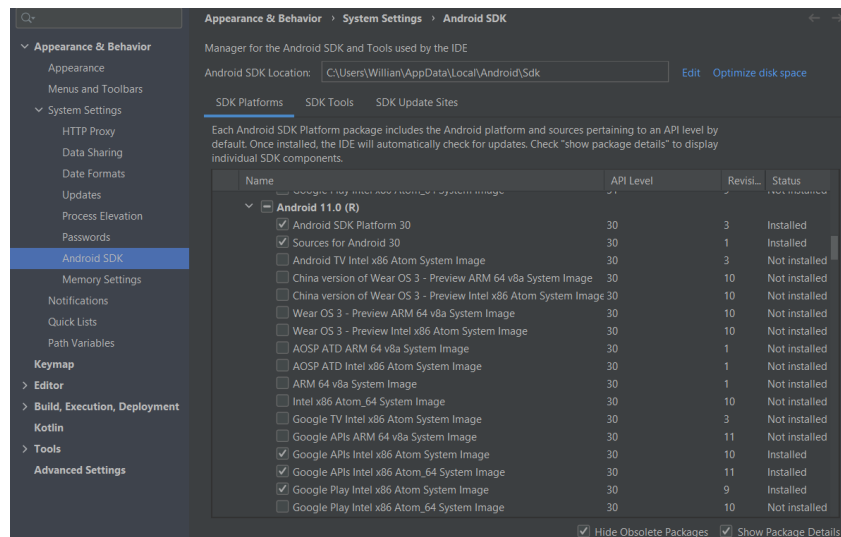 Appearance & Behavior › System Settings › Android SDK
Appearance & Behavior
Appearance
Menus and Toolbars
System Settings
HTTP Proxy
Data Sharing
Date Formats
Updates
Process Elevation
Passwords
Android SDK
Memory Settings
Notifications
Quick Lists
Path Variables
Keymap
Editor
Build, Execution, Deployment
Kotlin
Tools
Advanced Settings
Manager for the Android SDK and Tools used by the IDE
Android SDK Location: C:\Users\Willian\AppData\Local\Android\Sdk Edit Optimize disk space
SDK Platforms SDK Tools SDK Update Sites
Each Android SDK Platform package includes the Android platform and sources pertaining to an API level by
default. Once installed, the IDE will automatically check for updates. Check "show package details" to display
individual SDK components.
Name API Level Revisi... Status
Android 11.0 (R)
Android SDK Platform 30 30 3 Installed
Sources for Android 30 30 1 Installed
Android TV Intel x86 Atom System Image 30 3 Not installed
China version of Wear OS 3 - Preview ARM 64 v8a System Image 30 10 Not installed
China version of Wear OS 3 - Preview Intel x86 Atom System Image 30 10 Not installed
Wear OS 3 - Preview ARM 64 v8a System Image 30 10 Not installed
Wear OS 3 - Preview Intel x86 Atom System Image 30 10 Not installed
AOSP ATD ARM 64 v8a System Image 30 1 Not installed
AOSP ATD Intel x86 Atom System Image 30 1 Not installed
ARM 64 v8a System Image 30 1 Not installed
Intel x86 Atom_64 System Image 30 10 Not installed
Google TV Intel x86 Atom System Image 30 3 Not installed
Google APIs ARM 64 v8a System Image 30 11 Not installed
Google APIs Intel x86 Atom System Image 30 10 Installed
Google APIs Intel x86 Atom_64 System Image 30 11 Installed
Google Play Intel x86 Atom System Image 30 9 Installed
Google Play Intel x86 Atom_64 System Image 30 10 Not installed
Hide Obsolete Packages Show Package Details